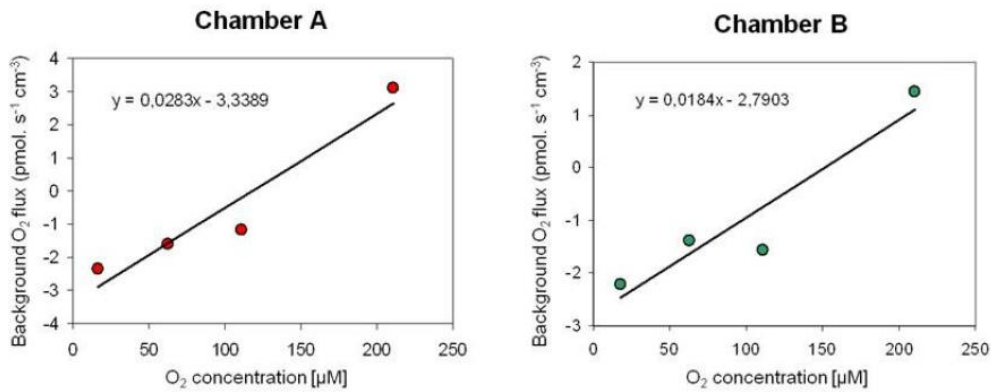 Chamber A
Background O₂ flux (pmol. s⁻¹ cm⁻³)
4
3
2
1
0
-1
-2
-3
-4
y = 0,0283x - 3,3389
0 50 100 150 200 250
O₂ concentration [µM]
Chamber B
Background O₂ flux (pmol. s⁻¹ cm⁻³)
2
1
0
-1
-2
-3
y = 0,0184x - 2,7903
0 50 100 150 200 250
O₂ concentration [µM]